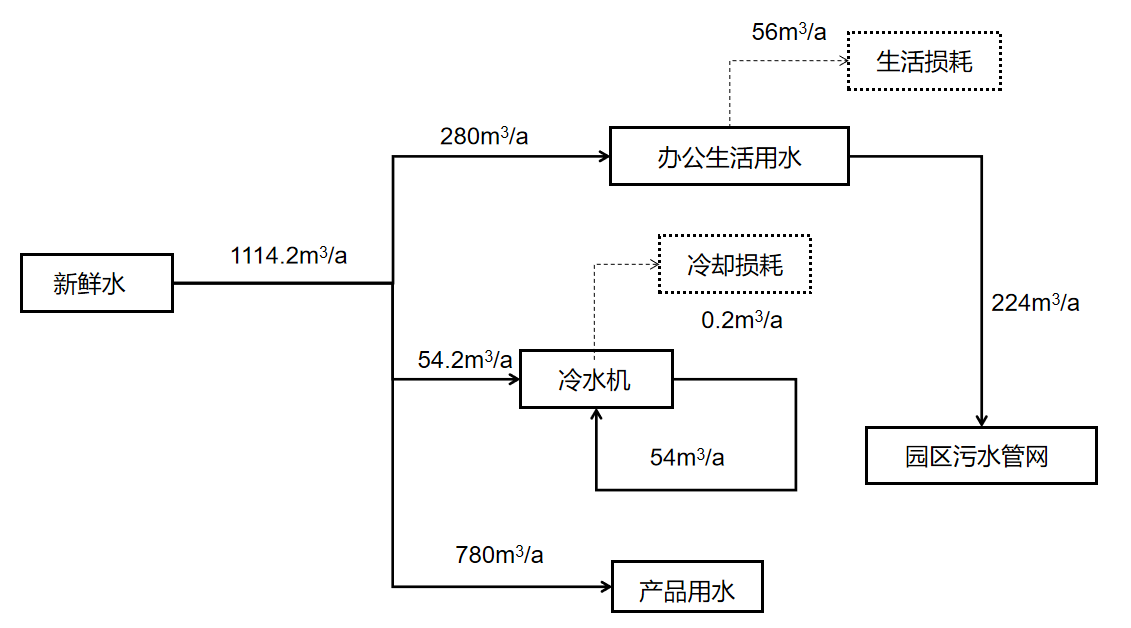 56m³/a
生活损耗
280m³/a
办公生活用水
1114.2m³/a
新鲜水
冷却损耗
0.2m³/a
224m³/a
54.2m³/a
冷水机
54m³/a
园区污水管网
780m³/a
产品用水